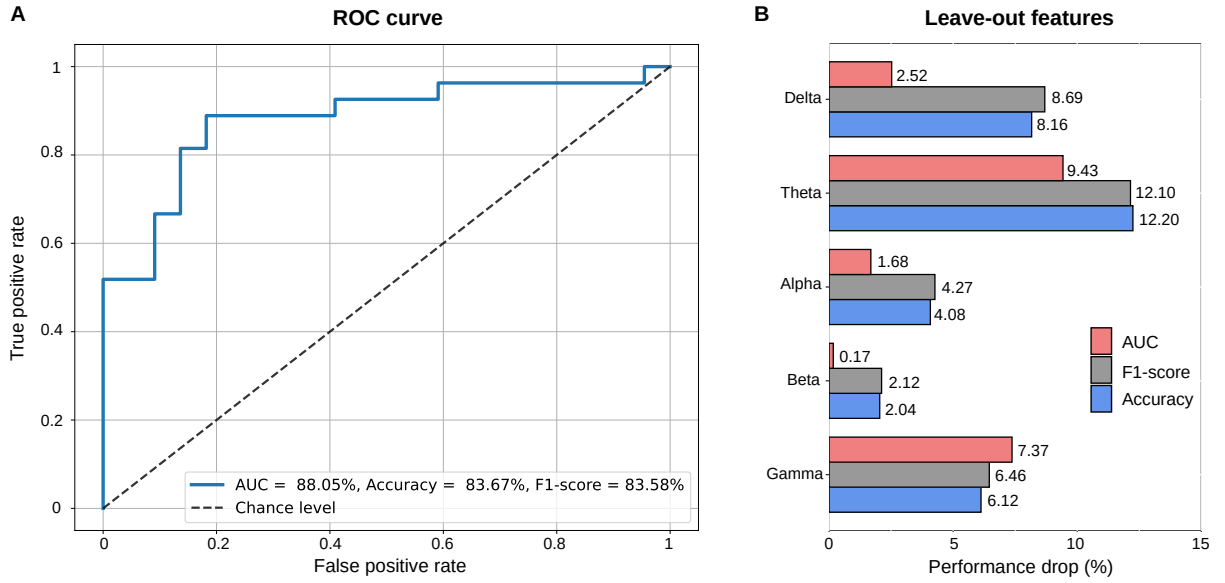 A
ROC curve
True positive rate
1
0.8
0.6
0.4
0.2
0
0
0.2
0.4
0.6
0.8
1
False positive rate
AUC =  88.05%, Accuracy =  83.67%, F1-score = 83.58%
Chance level
B
Leave-out features
Delta
2.52
8.69
8.16
Theta
9.43
12.10
12.20
Alpha
1.68
4.27
4.08
Beta
0.17
2.12
2.04
Gamma
7.37
6.46
6.12
AUC
F1-score
Accuracy
0
5
10
15
Performance drop (%)